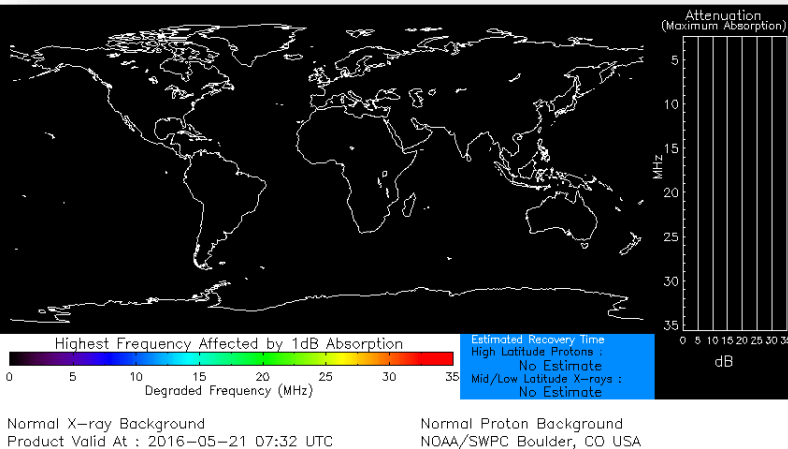 Attenuation
(Maximum Absorption)
5
10
15
20
25
30
35
MHz
0 5 10 15 20 25 30 35
dB
Highest Frequency Affected by 1dB Absorption
0 5 10 15 20 25 30 35
Degraded Frequency (MHz)
Estimated Recovery Time
High Latitude Protons :
No Estimate
Mid/Low Latitude X-rays :
No Estimate
Normal X-ray Background
Product Valid At : 2016-05-21 07:32 UTC
Normal Proton Background
NOAA/SWPC Boulder, CO USA